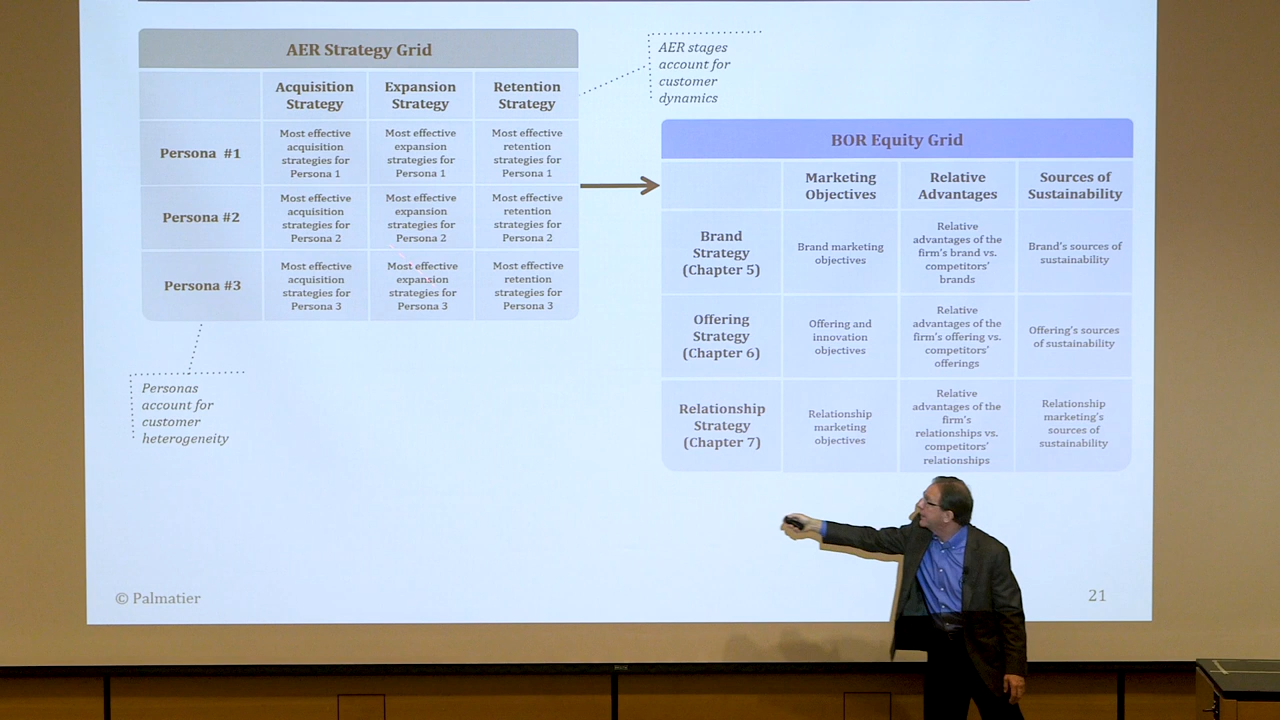 AER Strategy Grid
Acquisition
Strategy
Expansion
Strategy
Retention
Strategy
Persona #1
Most effective
acquisition
strategies for
Persona 1
Most effective
expansion
strategies for
Persona 1
Most effective
retention
strategies for
Persona 1
Persona #2
Most effective
acquisition
strategies for
Persona 2
Most effective
expansion
strategies for
Persona 2
Most effective
retention
strategies for
Persona 2
Persona #3
Most effective
acquisition
strategies for
Persona 3
Most effective
expansion
strategies for
Persona 3
Most effective
retention
strategies for
Persona 3
Personas
account for
customer
heterogeneity
AER stages
account for
customer
dynamics
BOR Equity Grid
Marketing
Objectives
Relative
Advantages
Sources of
Sustainability
Brand
Strategy
(Chapter 5)
Brand marketing
objectives
Relative
advantages of the
firm's brand vs.
competitors'
brands
Brand's sources of
sustainability
Offering
Strategy
(Chapter 6)
Offering and
innovation
objectives
Relative
advantages of the
firm's offering vs.
competitors'
offerings
Offering's sources
of sustainability
Relationship
Strategy
(Chapter 7)
Relationship
marketing
objectives
Relative
advantages of the
firm's
relationships vs.
competitors'
relationships
Relationship
marketing's
sources of
sustainability
© Palmatier
21